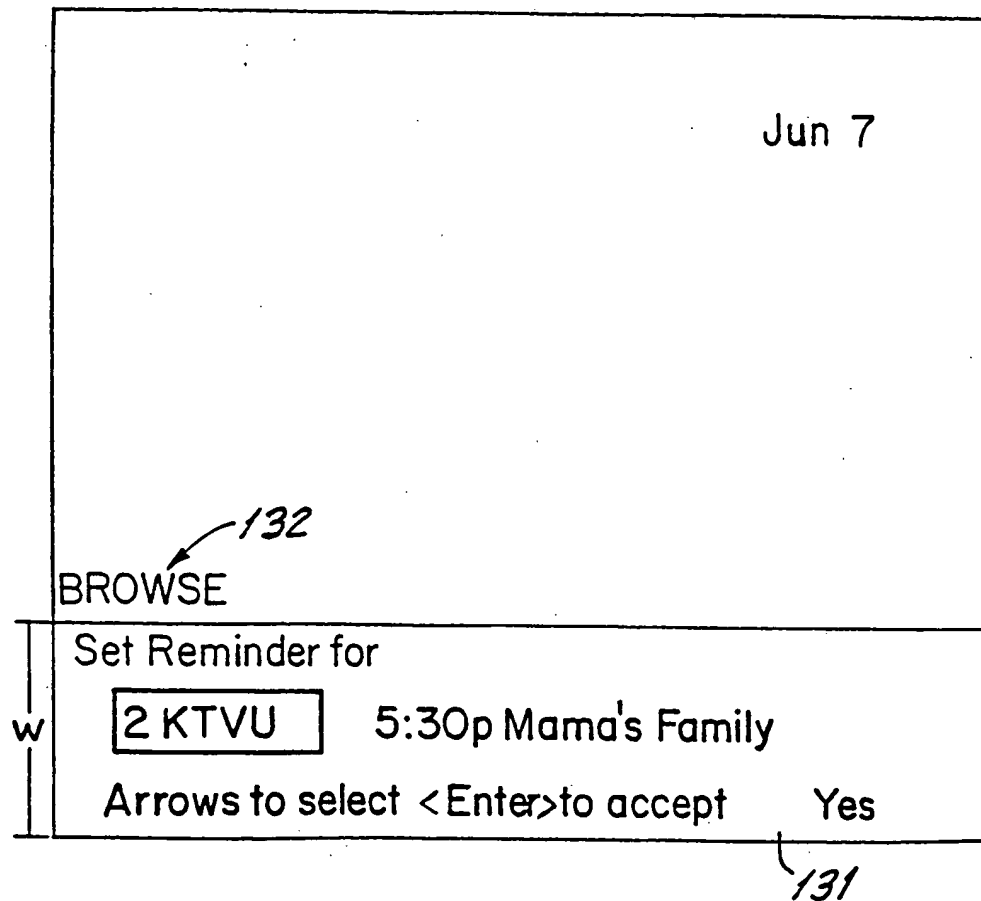 Jun 7
132
BROWSE
Set Reminder for
W
2 KTVU 5:30p Mama's Family
Arrows to select <Enter>to accept Yes
131